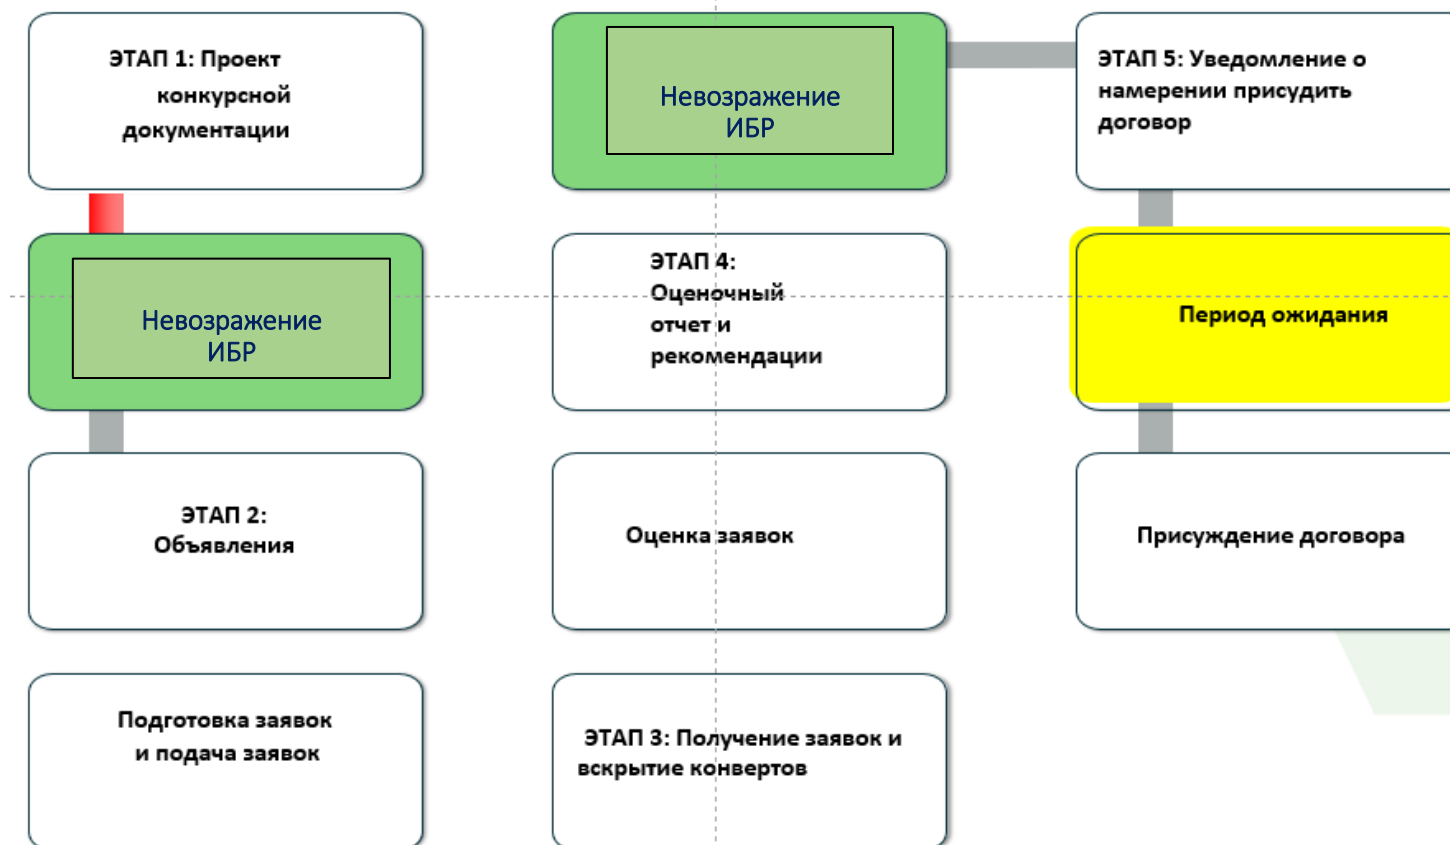 ЭТАП 1: Проект
конкурсной
документации
Невозражение
ИБР
ЭТАП 2:
Объявления
Подготовка заявок
и подача заявок
ЭТАП 3: Получение заявок и
вскрытие конвертов
Оценка заявок
ЭТАП 4:
Оценочный
отчет и
рекомендации
Невозражение
ИБР
ЭТАП 5: Уведомление о
намерении присудить
договор
Период ожидания
Присуждение договора